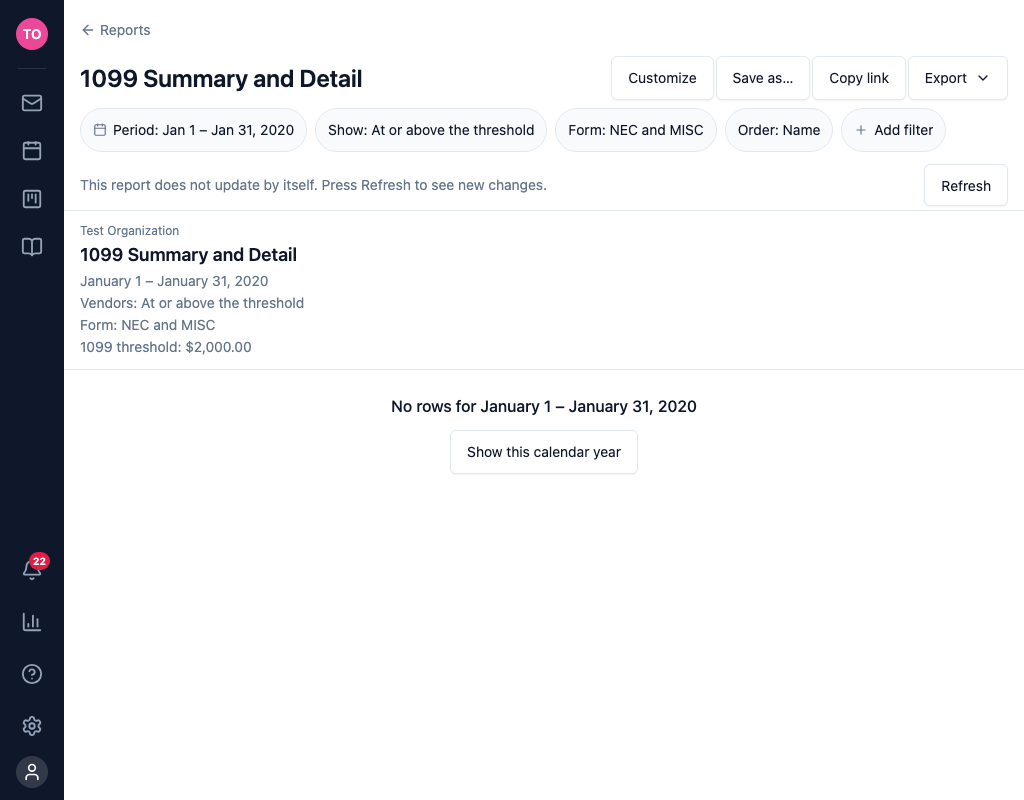 TO
Reports
1099 Summary and Detail
Customize
Save as...
Copy link
Export
Period: Jan 1 – Jan 31, 2020
Show: At or above the threshold
Form: NEC and MISC
Order: Name
Add filter
This report does not update by itself. Press Refresh to see new changes.
Refresh
Test Organization
1099 Summary and Detail
January 1 – January 31, 2020
Vendors: At or above the threshold
Form: NEC and MISC
1099 threshold: $2,000.00
No rows for January 1 – January 31, 2020
Show this calendar year
22